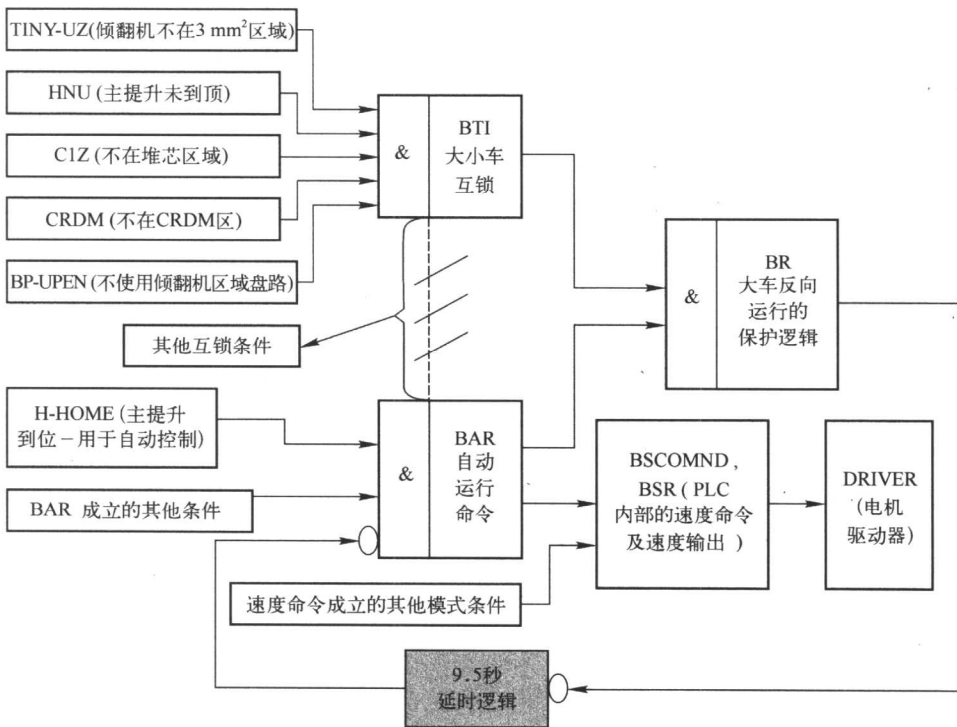 TINY-UZ(倾翻机不在3 mm²区域)
HNU (主提升未到顶)
C1Z (不在堆芯区域)
CRDM (不在CRDM区)
BP-UPEN(不使用倾翻机区域盘路)
其他互锁条件
&
BTI
大小车
互锁
&
BR
大车反向
运行的
保护逻辑
H-HOME (主提升
到位－用于自动控制)
BAR 成立的其他条件
&
BAR
自动
运行
命令
BSCOMND,
BSR ( PLC
内部的速度命令
及速度输出 )
DRIVER
(电机
驱动器)
速度命令成立的其他模式条件
9.5秒
延时逻辑